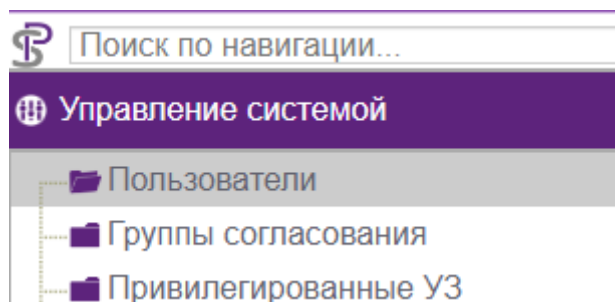 Поиск по навигации...
Управление системой
Пользователи
Группы согласования
Привилегированные УЗ